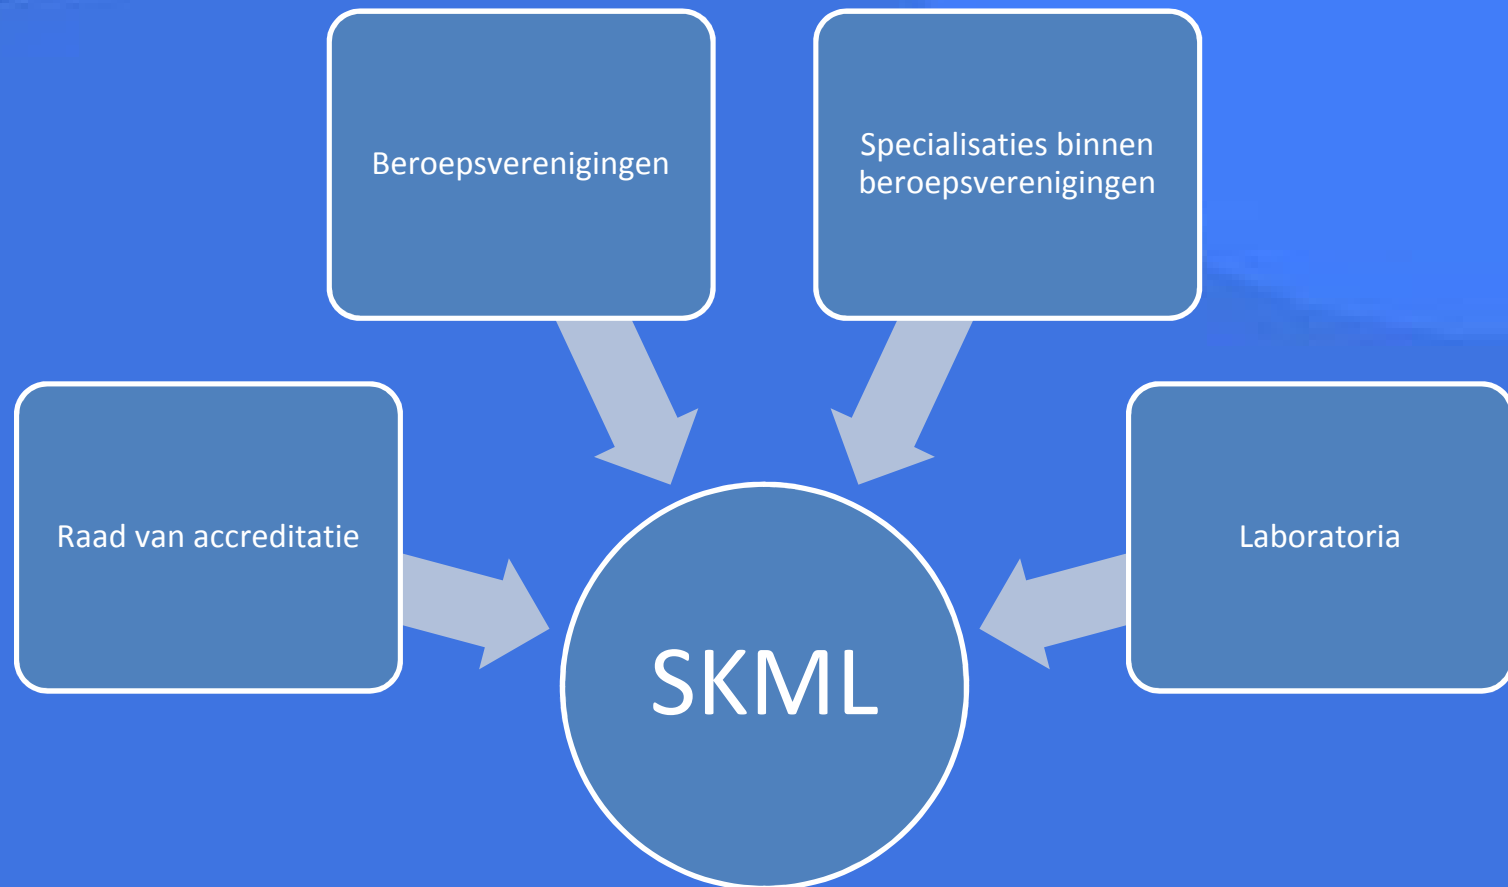 Beroepsverenigingen
Specialisaties binnen
beroepsverenigingen
Raad van accreditatie
Laboratoria
SKML